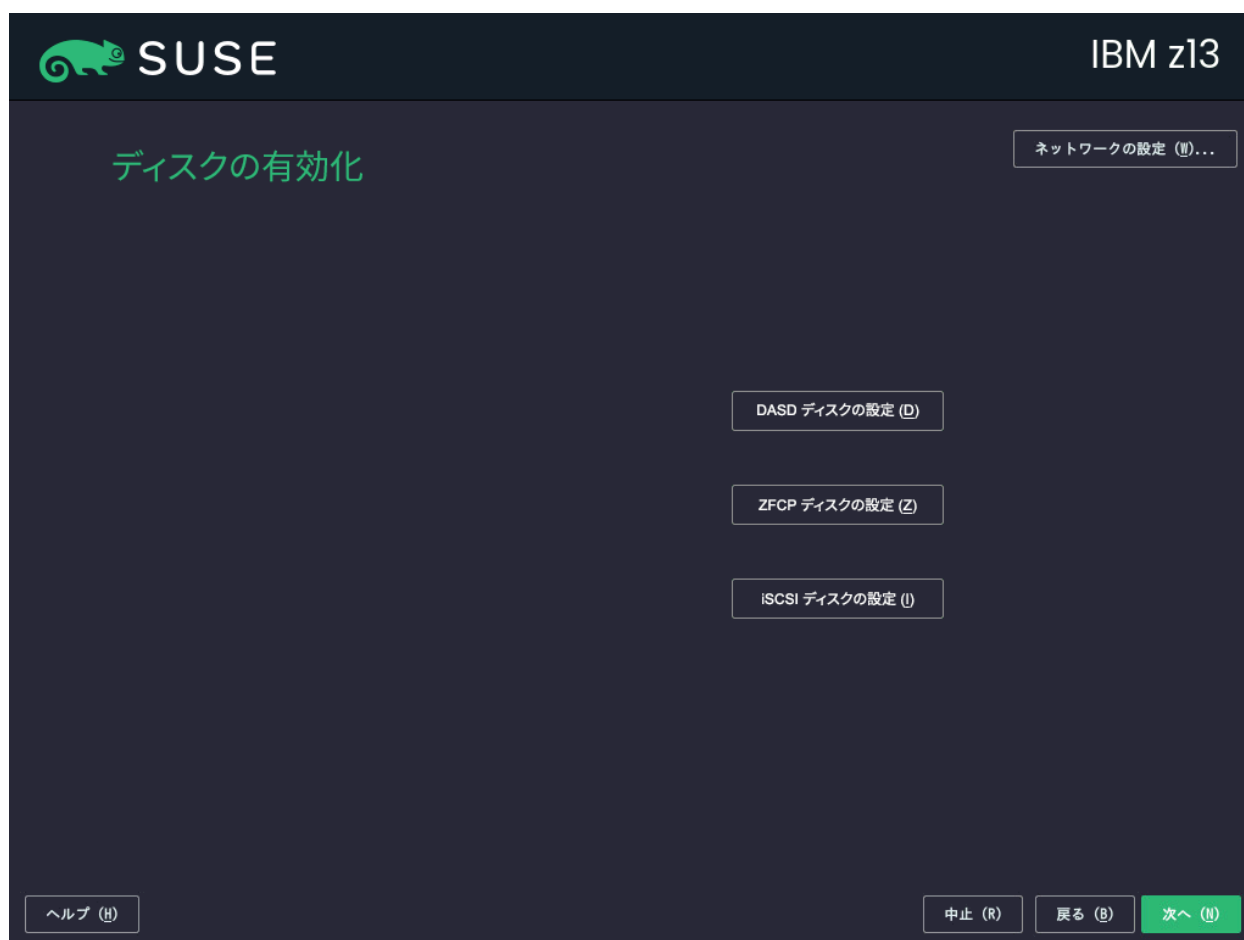 SUSE
IBM z13
ディスクの有効化
ネットワークの設定 (W)...
DASD ディスクの設定 (D)
ZFCP ディスクの設定 (Z)
iSCSI ディスクの設定 (I)
ヘルプ (H)
中止 (R)
戻る (B)
次へ (N)